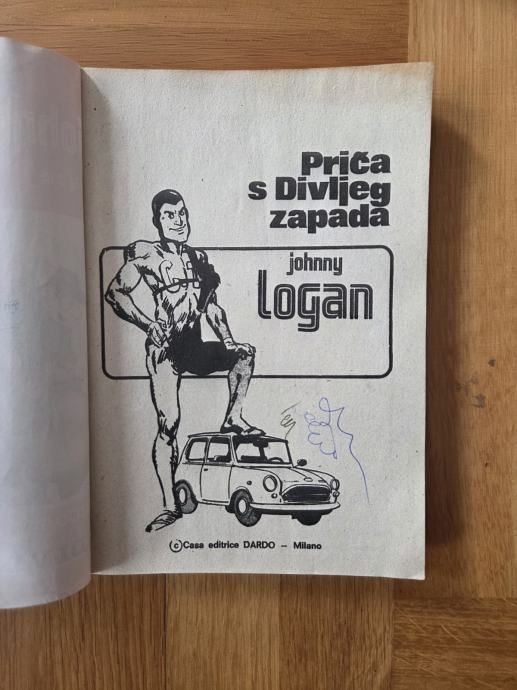 Priča
s Divljeg
zapada
johnny
logan
©Casa editrice DARDO — Milano